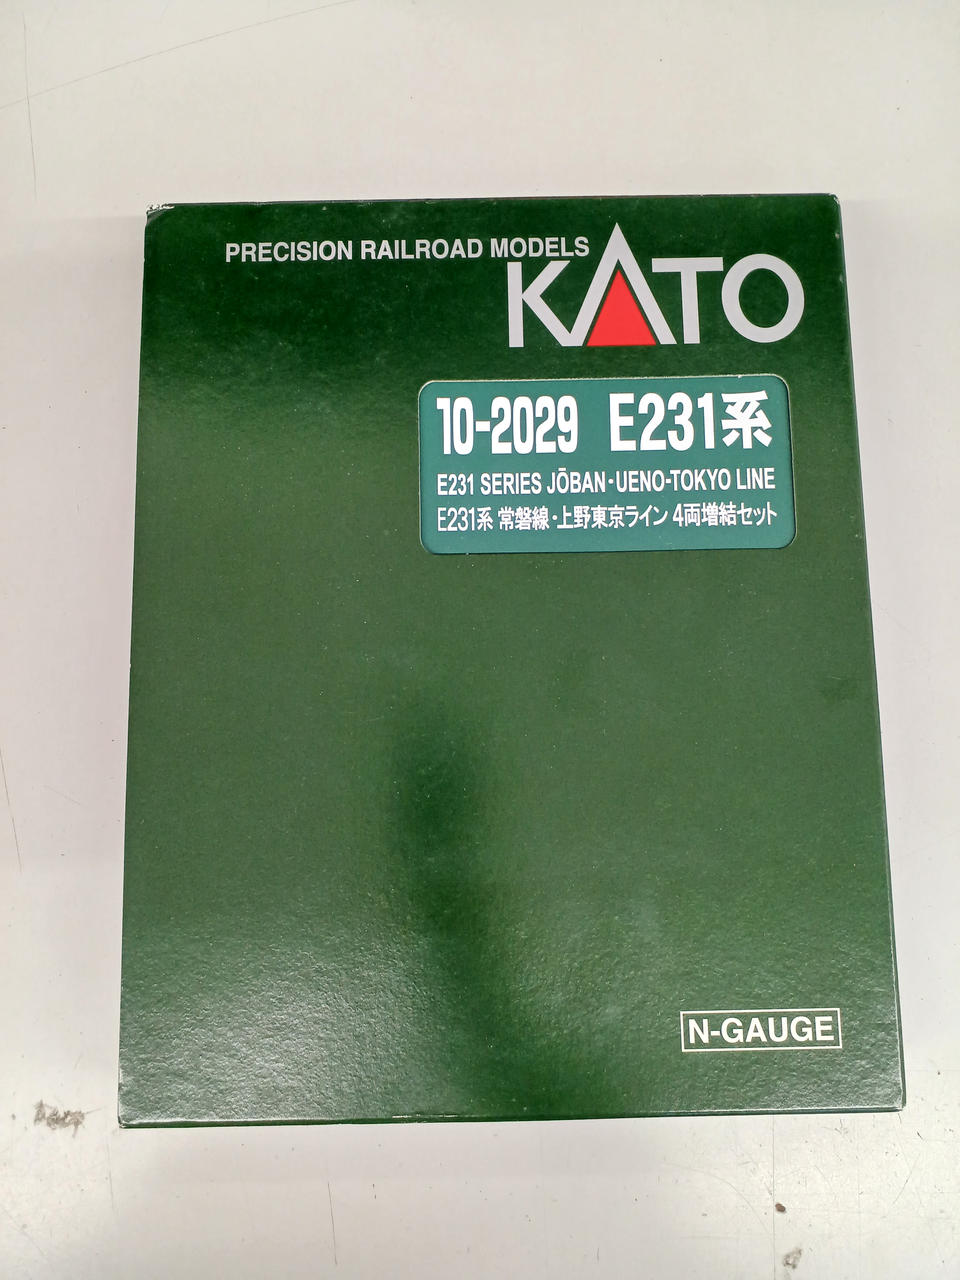 PRECISION RAILROAD MODELS
KATO
10-2029 E231系
E231 SERIES JŌBAN・UENO-TOKYO LINE
E231系 常磐線・上野東京ライン 4両増結セット
N-GAUGE